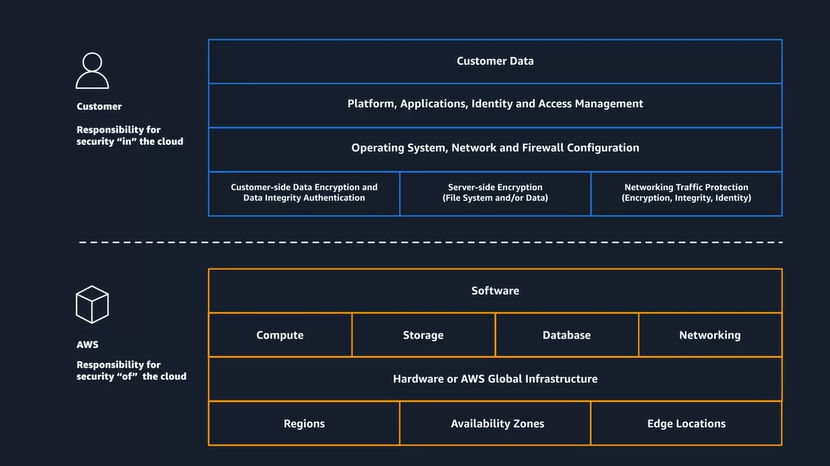 Customer
Responsibility for
security “in” the cloud
Customer Data
Platform, Applications, Identity and Access Management
Operating System, Network and Firewall Configuration
Customer-side Data Encryption and
Data Integrity Authentication
Server-side Encryption
(File System and/or Data)
Networking Traffic Protection
(Encryption, Integrity, Identity)
AWS
Responsibility for
security “of” the cloud
Software
Compute
Storage
Database
Networking
Hardware or AWS Global Infrastructure
Regions
Availability Zones
Edge Locations